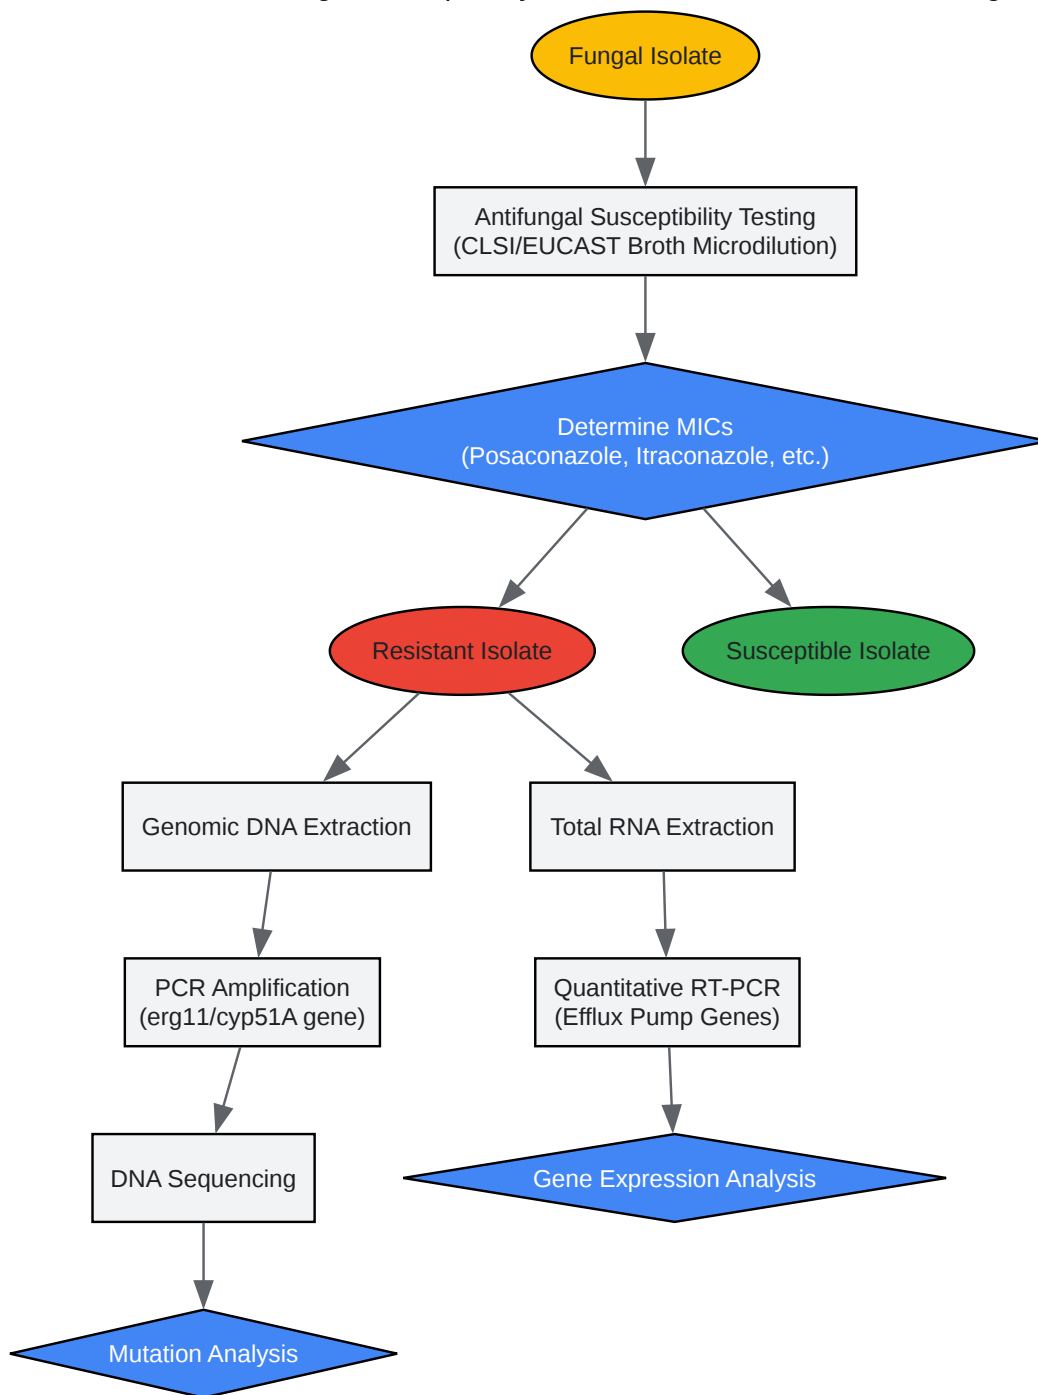 Fungal Isolate
Antifungal Susceptibility Testing
(CLSI/EUCAST Broth Microdilution)
Determine MICs
(Posaconazole, Itraconazole, etc.)
Resistant Isolate
Susceptible Isolate
Genomic DNA Extraction
Total RNA Extraction
PCR Amplification
(erg11/cyp51A gene)
Quantitative RT-PCR
(Efflux Pump Genes)
DNA Sequencing
Gene Expression Analysis
Mutation Analysis